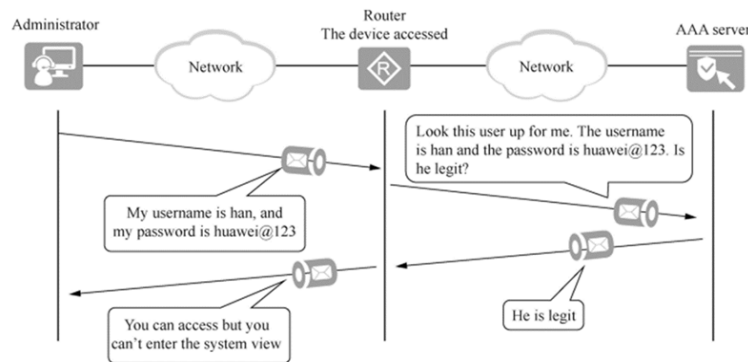 Administrator
Router
The device accessed
AAA server
Network
Network
R
Look this user up for me. The username
is han and the password is huawei@123. Is
he legit?
My username is han, and
my password is huawei@123
He is legit
You can access but you
can't enter the system view